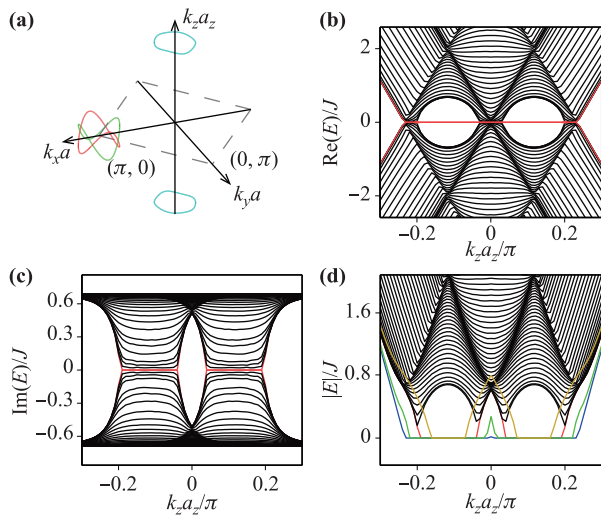 (a)
k_z a_z
k_x a
(π, 0)
(0, π)
k_y a
(b)
Re(E)/J
2
0
−2
−0.2 0 0.2
k_z a_z/π
(c)
Im(E)/J
0.6
0.3
0
−0.3
−0.6
−0.2 0 0.2
k_z a_z/π
(d)
|E|/J
1.6
0.8
0
−0.2 0 0.2
k_z a_z/π